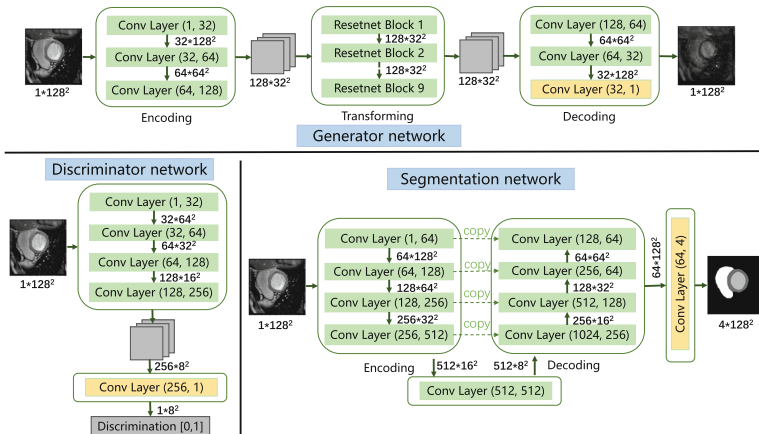 Conv Layer (1, 32)
32*128²
Conv Layer (32, 64)
64*64²
Conv Layer (64, 128)
1*128²
Encoding
128*32²
Resetnet Block 1
128*32²
Resetnet Block 2
128*32²
Resetnet Block 9
Transforming
128*32²
Conv Layer (128, 64)
64*64²
Conv Layer (64, 32)
32*128²
Conv Layer (32, 1)
Decoding
1*128²
Generator network
Discriminator network
Conv Layer (1, 32)
32*64²
Conv Layer (32, 64)
64*32²
Conv Layer (64, 128)
128*16²
Conv Layer (128, 256)
1*128²
256*8²
Conv Layer (256, 1)
1*8²
Discrimination [0,1]
Segmentation network
1*128²
Conv Layer (1, 64)
64*128²
Conv Layer (64, 128)
128*64²
Conv Layer (128, 256)
256*32²
Conv Layer (256, 512)
Encoding
copy
copy
copy
copy
512*16²
Conv Layer (512, 512)
512*8²
Conv Layer (128, 64)
64*64²
Conv Layer (256, 64)
128*32²
Conv Layer (512, 128)
256*16²
Conv Layer (1024, 256)
Decoding
64*128²
Conv Layer (64, 4)
4*128²